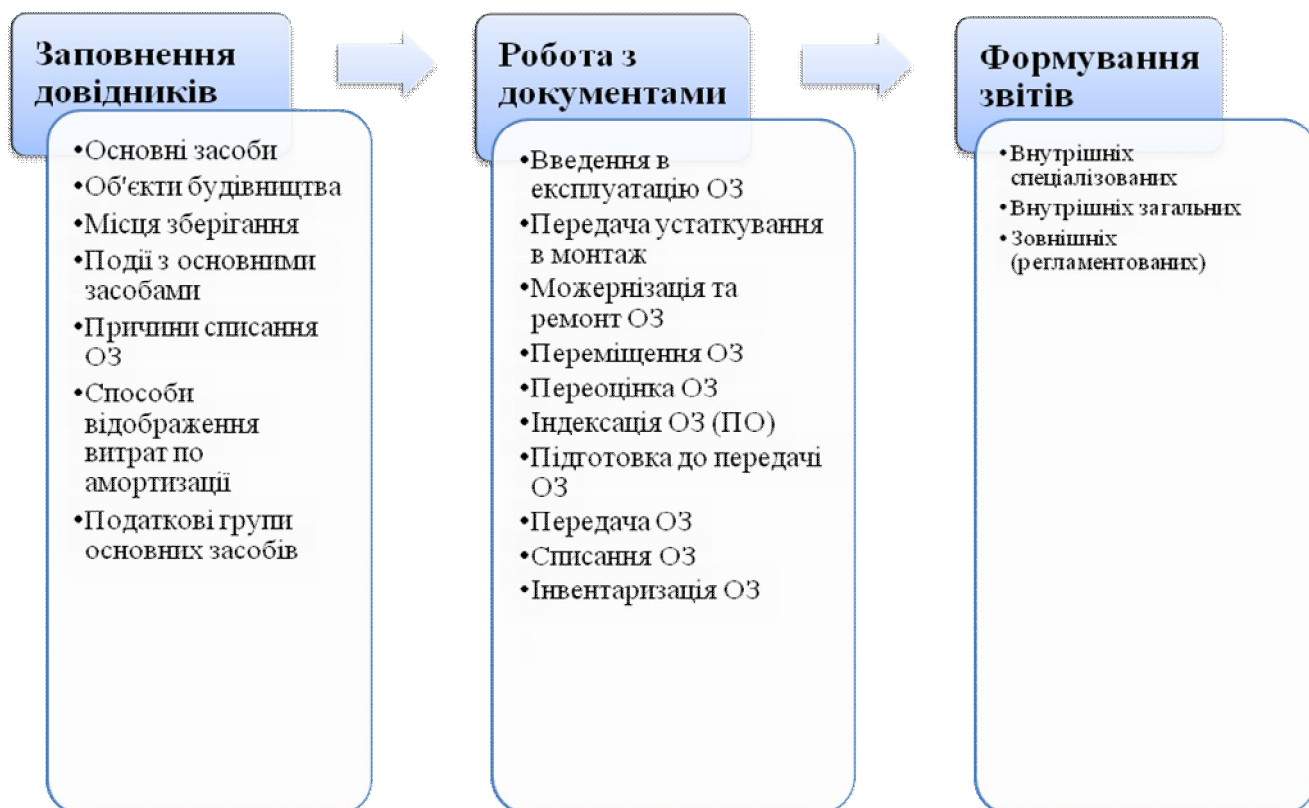 Заповнення
довідників
•Основні засоби
•Об'єкти будівництва
•Місця зберігання
•Події з основними
засобами
•Причини списання
ОЗ
•Способи
відображення
витрат по
амортизації
•Податкові групи
основних засобів
Робота з
документами
•Введення в
експлуатацію ОЗ
•Передача устаткування
в монтаж
•Можернізація та
ремонт ОЗ
•Переміщення ОЗ
•Переоцінка ОЗ
•Індексація ОЗ (ПО)
•Підготовка до передачі
ОЗ
•Передача ОЗ
•Списання ОЗ
•Інвентаризація ОЗ
Формування
звітів
•Внутрішніх
спеціалізованих
•Внутрішніх загальних
•Зовнішніх
(регламентованих)